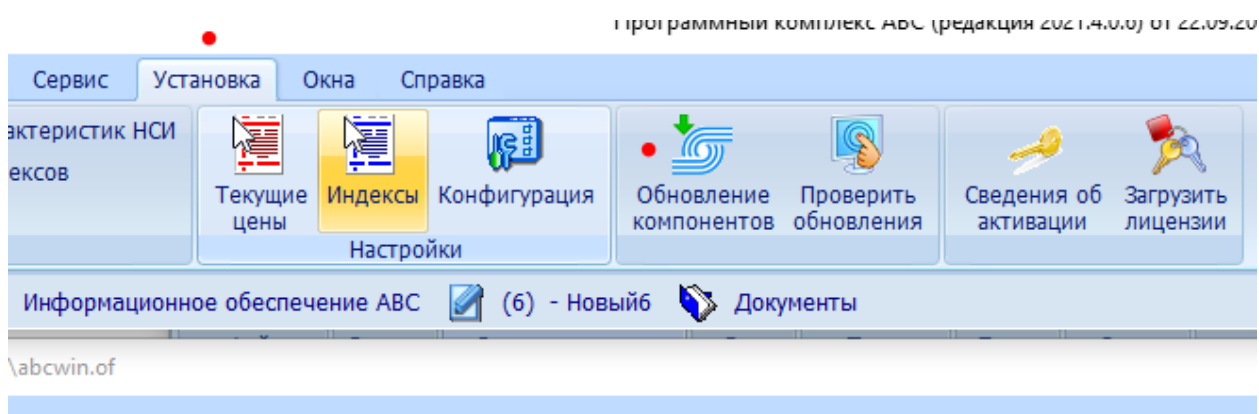 Программный комплекс АВС (редакция 2021.4.0.6) от 22.09.20
Сервис Установка Окна Справка
актеристик НСИ
ексов
Текущие цены Индексы Конфигурация
Обновление компонентов Проверить обновления
Сведения об активации Загрузить лицензии
Настройки
Информационное обеспечение АВС (6) - Новый6 Документы
\abcwin.of